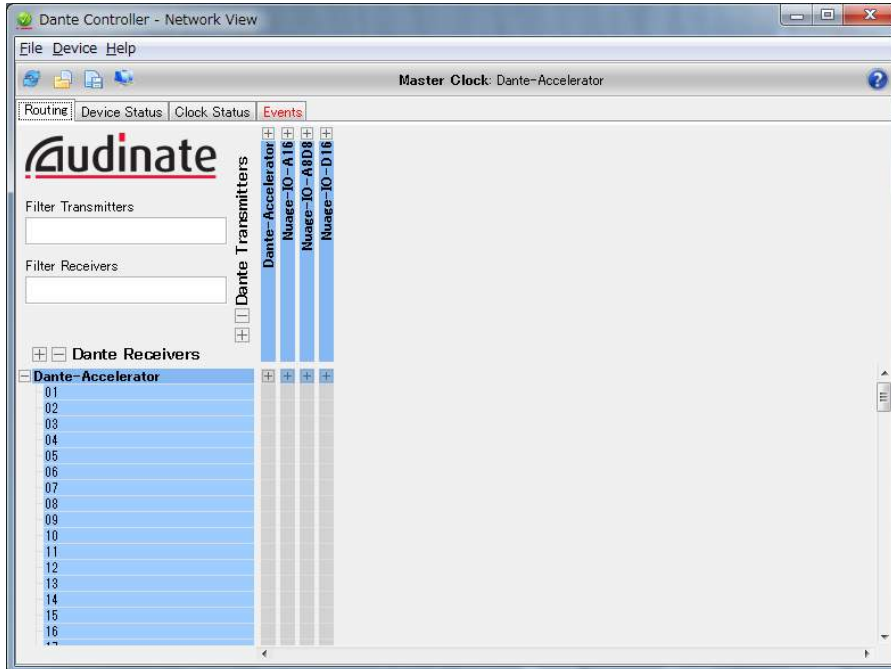 Dante Controller - Network View
File Device Help
Master Clock: Dante-Accelerator
Routing Device Status Clock Status Events
Audinate
Filter Transmitters
Filter Receivers
Dante Transmitters
Dante-Accelerator
Nuage-IO-A16
Nuage-IO-A8D8
Nuage-IO-D16
Dante Receivers
Dante-Accelerator
01
02
03
04
05
06
07
08
09
10
11
12
13
14
15
16